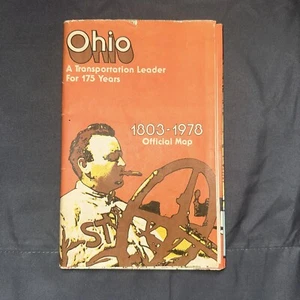 Ohio
A Transportation Leader
For 175 Years
1803-1978
Official Map